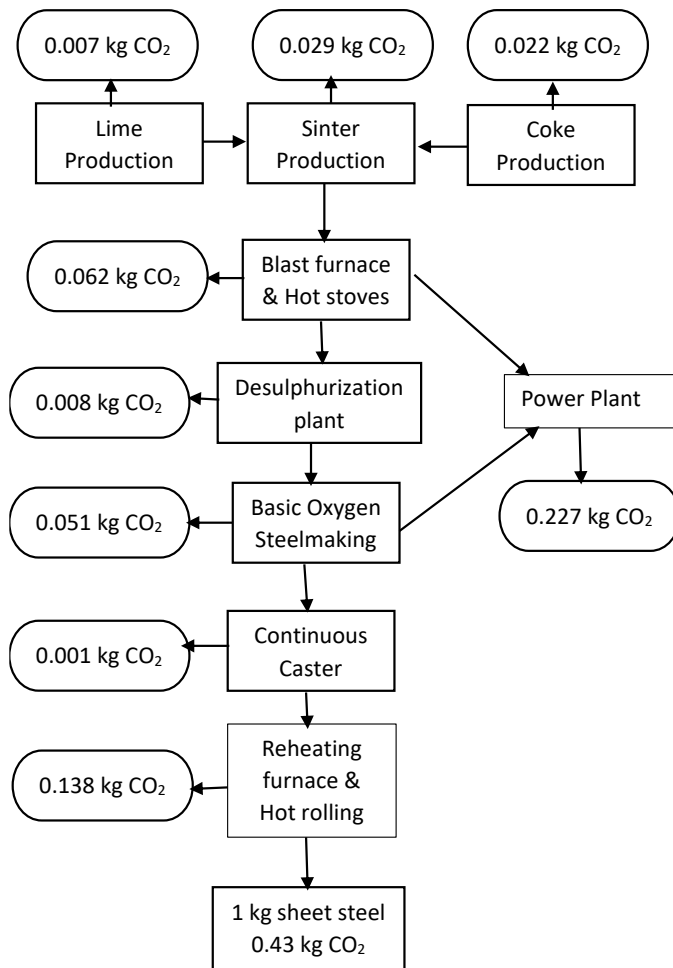 0.007 kg CO₂
0.029 kg CO₂
0.022 kg CO₂
Lime
Production
Sinter
Production
Coke
Production
0.062 kg CO₂
Blast furnace
& Hot stoves
0.008 kg CO₂
Desulphurization
plant
Power Plant
0.051 kg CO₂
Basic Oxygen
Steelmaking
0.227 kg CO₂
0.001 kg CO₂
Continuous
Caster
0.138 kg CO₂
Reheating
furnace &
Hot rolling
1 kg sheet steel
0.43 kg CO₂